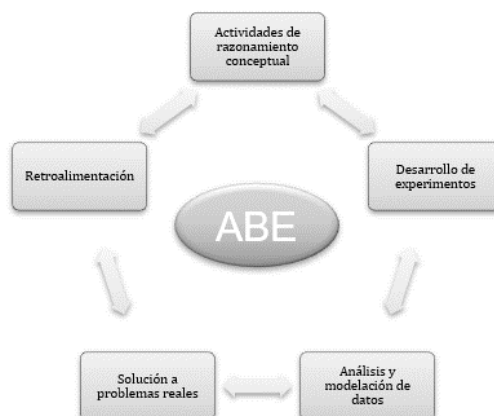 Actividades de
razonamiento
conceptual
Retroalimentación
Desarrollo de
experimentos
ABE
Solución a
problemas reales
Análisis y
modelación de
datos